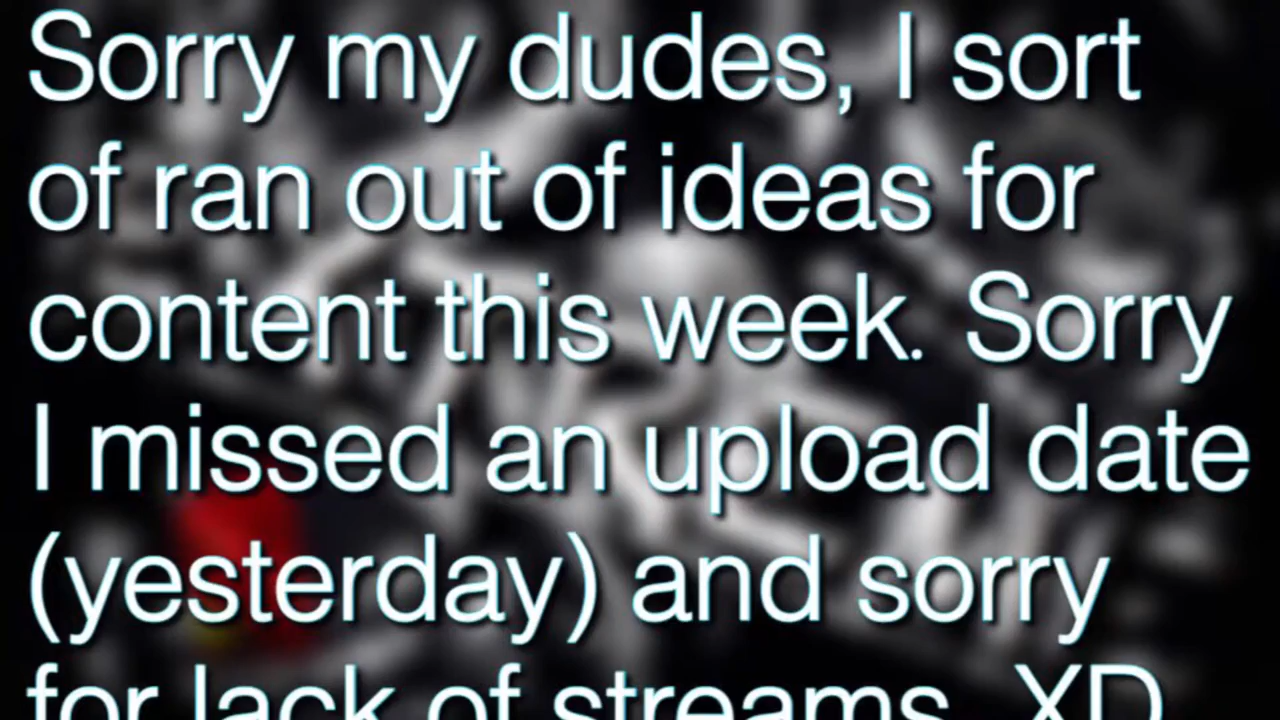 Sorry my dudes, I sort
of ran out of ideas for
content this week. Sorry
I missed an upload date
(yesterday) and sorry
for lack of streams. XD